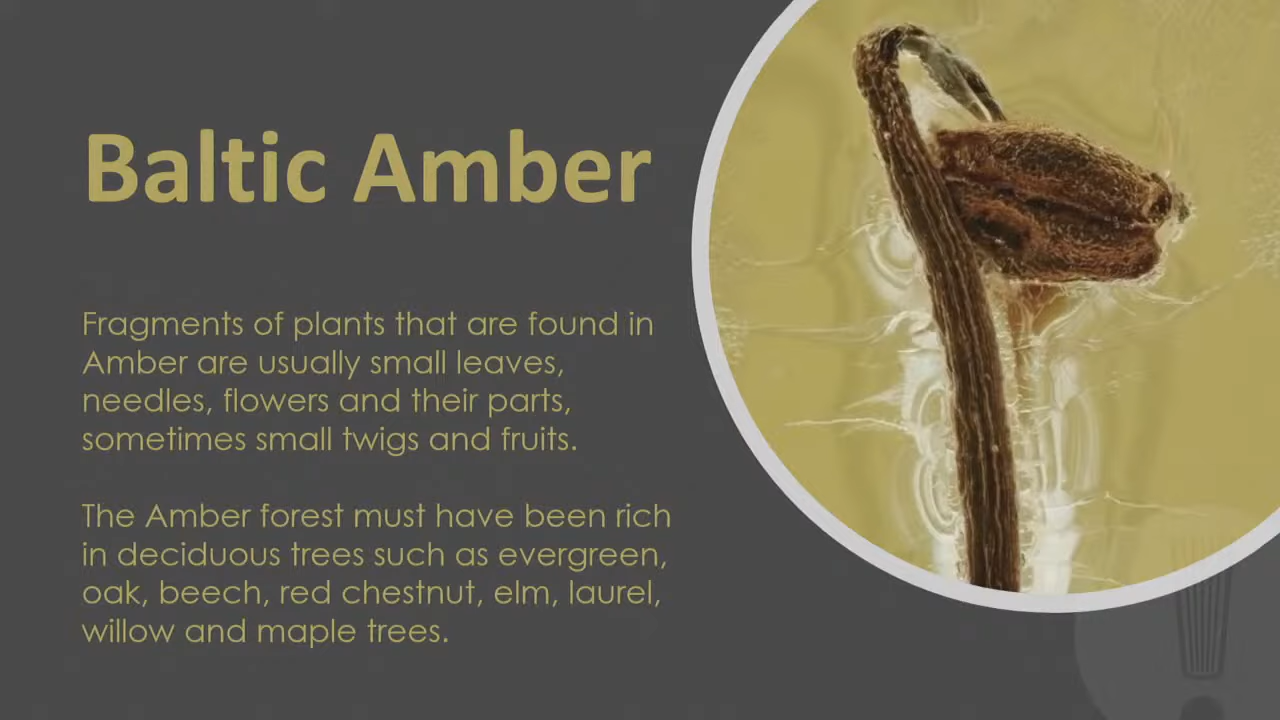 Baltic Amber
Fragments of plants that are found in
Amber are usually small leaves,
needles, flowers and their parts,
sometimes small twigs and fruits.
The Amber forest must have been rich
in deciduous trees such as evergreen,
oak, beech, red chestnut, elm, laurel,
willow and maple trees.